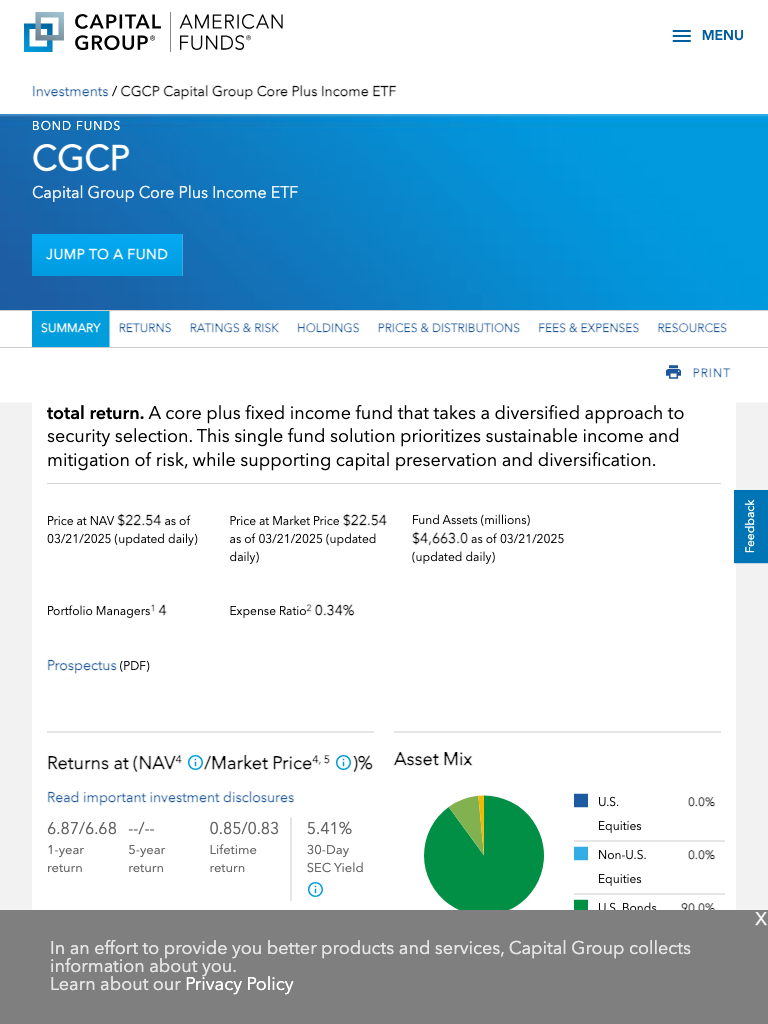 CAPITAL GROUP® | AMERICAN FUNDS®
MENU
Investments / CGCP Capital Group Core Plus Income ETF
BOND FUNDS
CGCP
Capital Group Core Plus Income ETF
JUMP TO A FUND
SUMMARY RETURNS RATINGS & RISK HOLDINGS PRICES & DISTRIBUTIONS FEES & EXPENSES RESOURCES
PRINT
total return. A core plus fixed income fund that takes a diversified approach to
security selection. This single fund solution prioritizes sustainable income and
mitigation of risk, while supporting capital preservation and diversification.
Feedback
Price at NAV $22.54 as of
03/21/2025 (updated daily)
Price at Market Price $22.54
as of 03/21/2025 (updated
daily)
Fund Assets (millions)
$4,663.0 as of 03/21/2025
(updated daily)
Portfolio Managers1 4
Expense Ratio2 0.34%
Prospectus (PDF)
Returns at (NAV4 /Market Price4, 5 )%
Read important investment disclosures
6.87/6.68
1-year
return
--/--
5-year
return
0.85/0.83
Lifetime
return
5.41%
30-Day
SEC Yield
Asset Mix
U.S. 0.0%
Equities
Non-U.S. 0.0%
Equities
U.S. Bonds 90.0%
X
In an effort to provide you better products and services, Capital Group collects
information about you.
Learn about our Privacy Policy